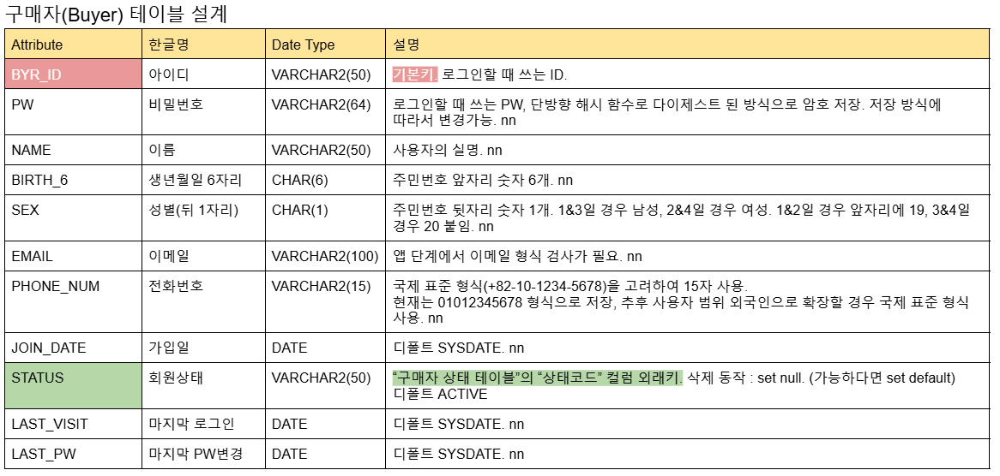 구매자(Buyer) 테이블 설계
Attribute 한글명 Date Type 설명
BYR_ID 아이디 VARCHAR2(50) 기본키. 로그인할 때 쓰는 ID.
PW 비밀번호 VARCHAR2(64) 로그인할 때 쓰는 PW, 단방향 해시 함수로 다이제스트 된 방식으로 암호 저장. 저장 방식에
따라서 변경가능. nn
NAME 이름 VARCHAR2(50) 사용자의 실명. nn
BIRTH_6 생년월일 6자리 CHAR(6) 주민번호 앞자리 숫자 6개. nn
SEX 성별(뒤 1자리) CHAR(1) 주민번호 뒷자리 숫자 1개. 1&3일 경우 남성, 2&4일 경우 여성. 1&2일 경우 앞자리에 19, 3&4일
경우 20 붙임. nn
EMAIL 이메일 VARCHAR2(100) 앱 단계에서 이메일 형식 검사가 필요. nn
PHONE_NUM 전화번호 VARCHAR2(15) 국제 표준 형식(+82-10-1234-5678)을 고려하여 15자 사용.
현재는 01012345678 형식으로 저장, 추후 사용자 범위 외국인으로 확장할 경우 국제 표준 형식
사용. nn
JOIN_DATE 가입일 DATE 디폴트 SYSDATE. nn
STATUS 회원상태 VARCHAR2(50) “구매자 상태 테이블”의 “상태코드” 컬럼 외래키. 삭제 동작 : set null. (가능하다면 set default)
디폴트 ACTIVE
LAST_VISIT 마지막 로그인 DATE 디폴트 SYSDATE. nn
LAST_PW 마지막 PW변경 DATE 디폴트 SYSDATE. nn